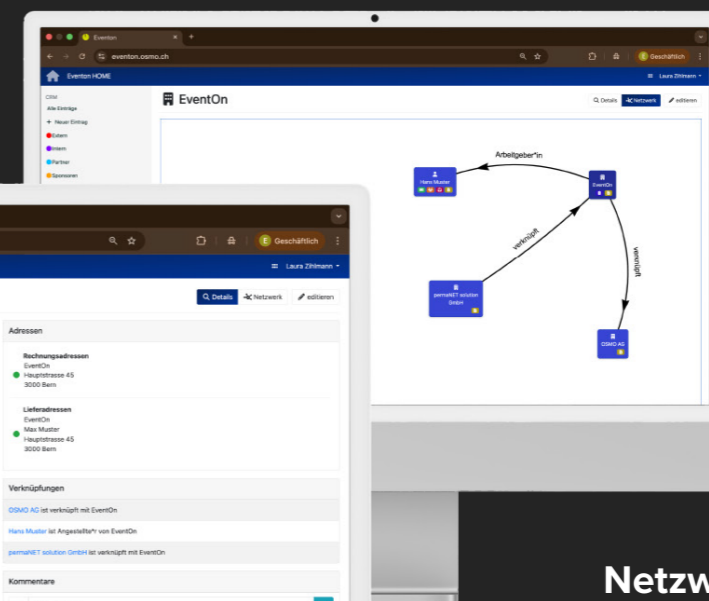 Eventon
eventon.osmo.ch
Geschäftlich
Eventon HOME
Laura Zihlmann
CRM
Alle Einträge
+ Neuer Eintrag
Extern
Intern
Partner
Sponsoren
EventOn
Details
Netzwerk
editieren
Arbeitgeber*in
Hans Muster
EventOn
verknüpft
verknüpft
permaNET solution
GmbH
OSMO AG
Geschäftlich
Laura Zihlmann
Details
Netzwerk
editieren
Adressen
Rechnungsadressen
EventOn
Hauptstrasse 45
3000 Bern
Lieferadressen
EventOn
Max Muster
Hauptstrasse 45
3000 Bern
Verknüpfungen
OSMO AG ist verknüpft mit EventOn
Hans Muster ist Angestellte*r von EventOn
permaNET solution GmbH ist verknüpft mit EventOn
Kommentare
Netzw